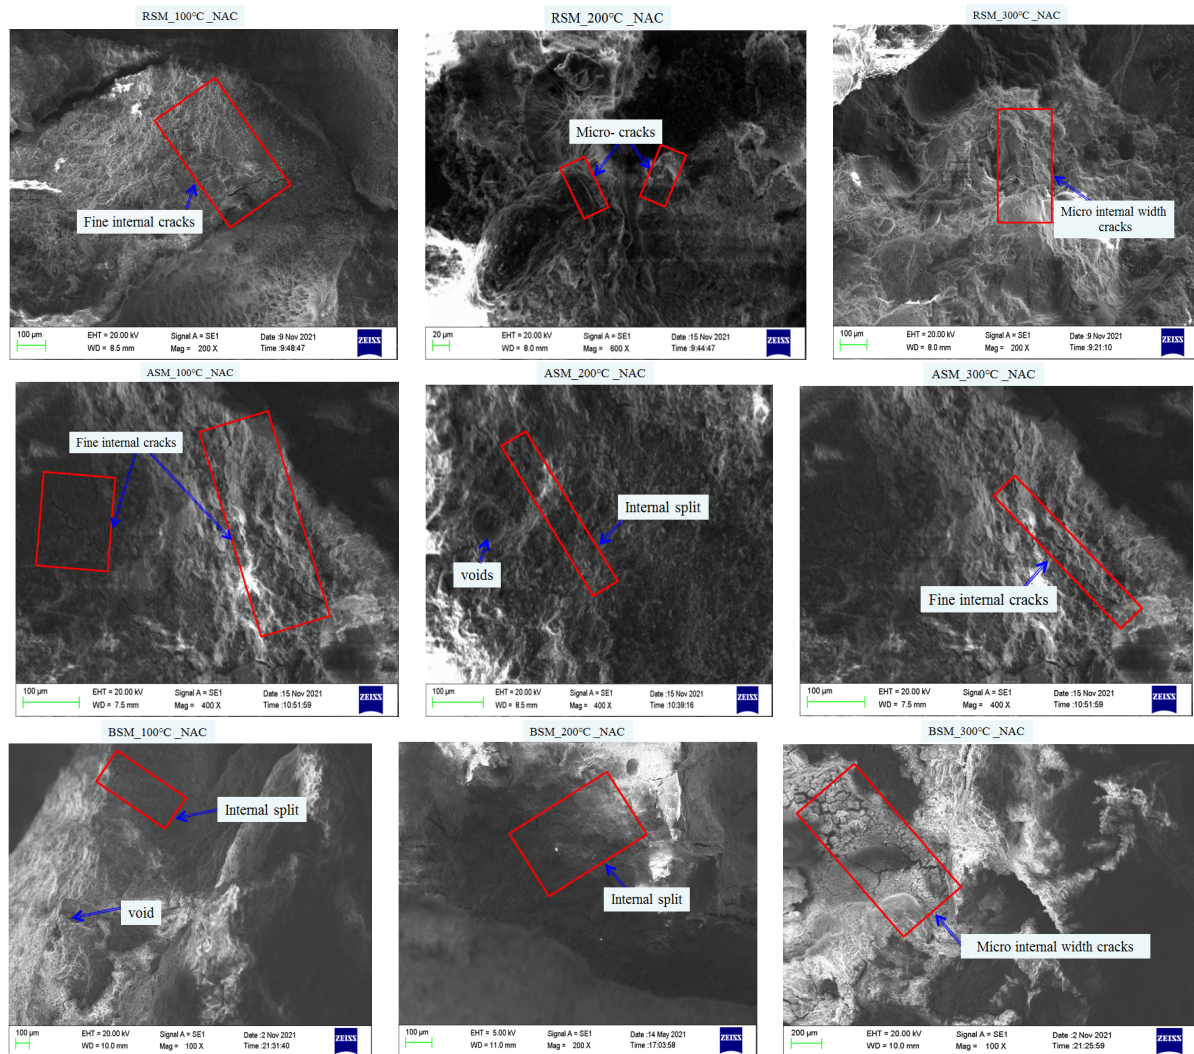 RSM_100°C _NAC
Fine internal cracks
100 µm
EHT = 20.00 kV Signal A = SE1 Date :9 Nov 2021
WD = 8.5 mm Mag = 200 X Time :9:48:47
ZEISS
RSM_200°C _NAC
Micro- cracks
20 µm
EHT = 20.00 kV Signal A = SE1 Date :15 Nov 2021
WD = 8.0 mm Mag = 600 X Time :9:44:47
ZEISS
RSM_300°C _NAC
Micro internal width
cracks
100 µm
EHT = 20.00 kV Signal A = SE1 Date :9 Nov 2021
WD = 8.0 mm Mag = 200 X Time :9:21:10
ZEISS
ASM_100°C _NAC
Fine internal cracks
100 µm
EHT = 20.00 kV Signal A = SE1 Date :15 Nov 2021
WD = 7.5 mm Mag = 400 X Time :10:51:59
ZEISS
ASM_200°C _NAC
Internal split
voids
100 µm
EHT = 20.00 kV Signal A = SE1 Date :15 Nov 2021
WD = 8.5 mm Mag = 400 X Time :10:39:16
ZEISS
ASM_300°C _NAC
Fine internal cracks
100 µm
EHT = 20.00 kV Signal A = SE1 Date :15 Nov 2021
WD = 7.5 mm Mag = 400 X Time :10:51:59
ZEISS
BSM_100°C _NAC
Internal split
void
100 µm
EHT = 20.00 kV Signal A = SE1 Date :2 Nov 2021
WD = 10.0 mm Mag = 100 X Time :21:31:40
ZEISS
BSM_200°C _NAC
Internal split
100 µm
EHT = 5.00 kV Signal A = SE1 Date :14 May 2021
WD = 11.0 mm Mag = 200 X Time :17:03:58
ZEISS
BSM_300°C _NAC
Micro internal width cracks
200 µm
EHT = 20.00 kV Signal A = SE1 Date :2 Nov 2021
WD = 10.0 mm Mag = 100 X Time :21:25:59
ZEISS